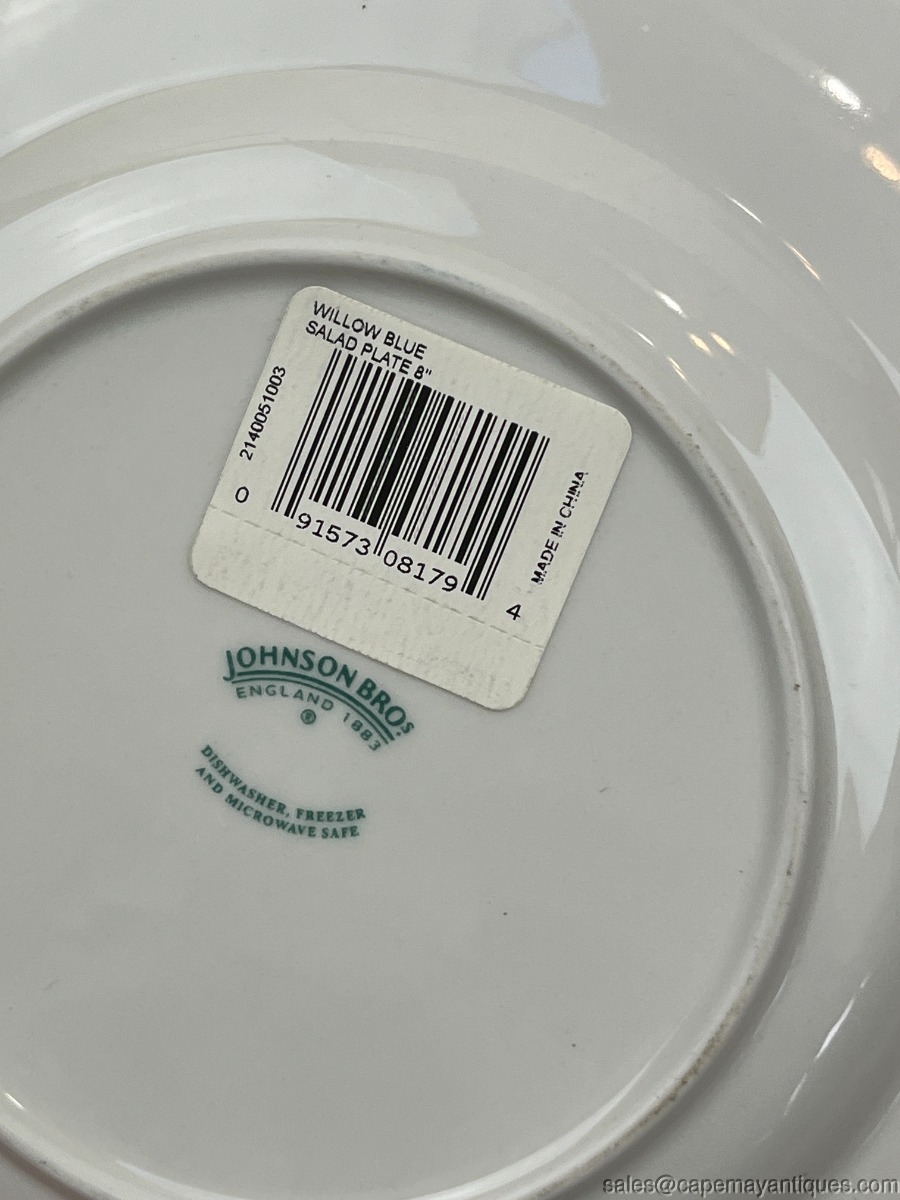 WILLOW BLUE
SALAD PLATE 8"
2140051003
0 91573 08179 4
MADE IN CHINA
JOHNSON BROS
ENGLAND 1883
®
DISHWASHER, FREEZER
AND MICROWAVE SAFE
sales@capemayantiques.com